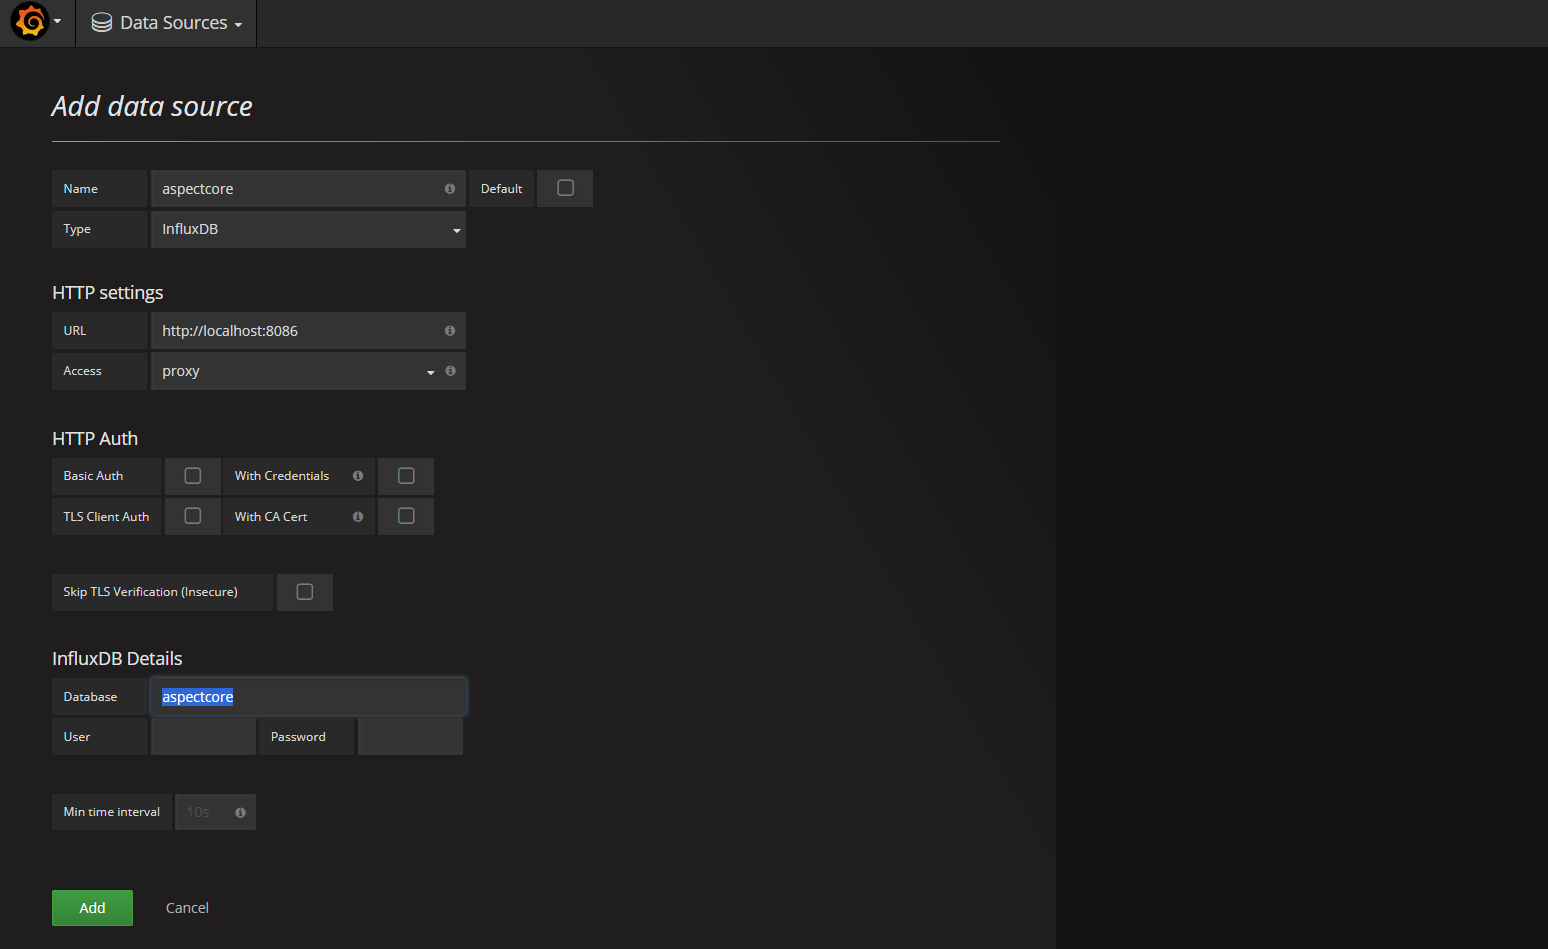 Data Sources
Add data source
Name aspectcore Default
Type InfluxDB
HTTP settings
URL http://localhost:8086
Access proxy
HTTP Auth
Basic Auth With Credentials
TLS Client Auth With CA Cert
Skip TLS Verification (Insecure)
InfluxDB Details
Database aspectcore
User Password
Min time interval 10s
Add Cancel